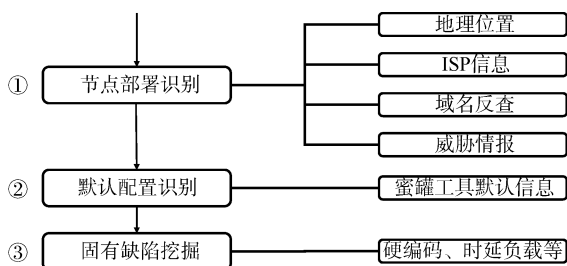 地理位置
ISP信息
① 节点部署识别
域名反查
威胁情报
② 默认配置识别 蜜罐工具默认信息
③ 固有缺陷挖掘 硬编码、时延负载等